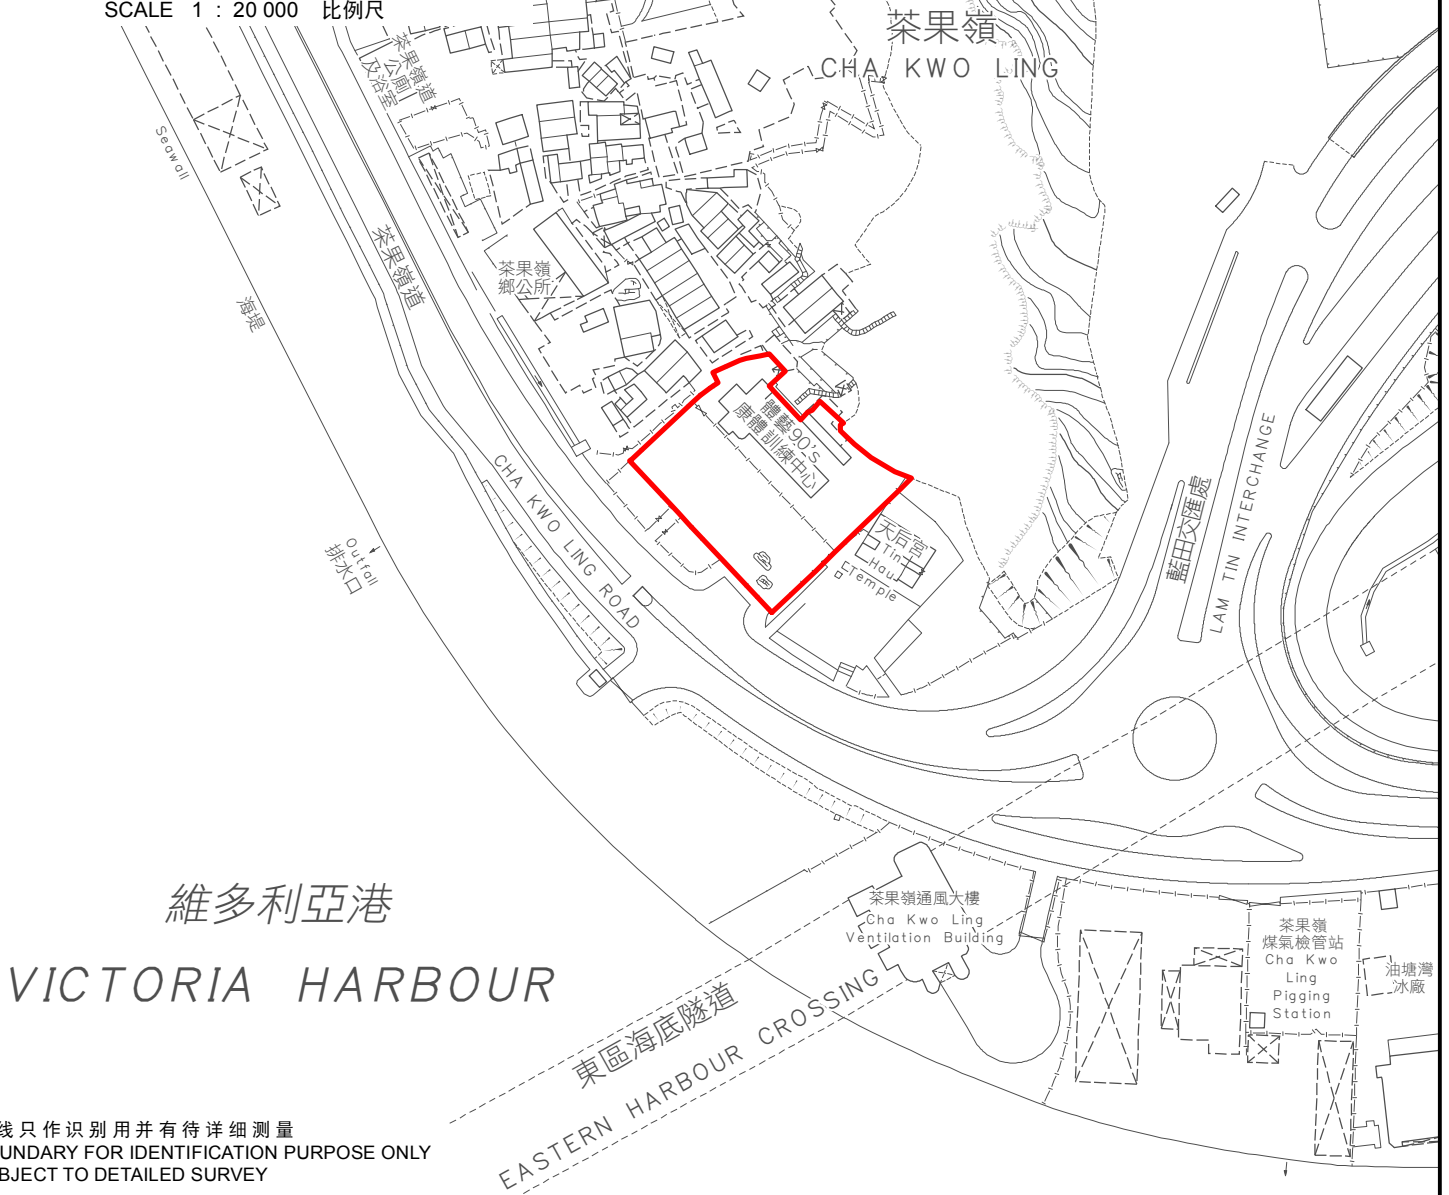 SCALE 1 : 20 000 比例尺
茶果嶺
CHA KWO LING
茶果嶺道
公廁
及浴室
Seawall
海堤
茶果嶺道
茶果嶺
鄉公所
體藝90's
康體訓練中心
CHA KWO LING ROAD
天后宮
Tin
Hau
Temple
藍田交滙處
LAM TIN INTERCHANGE
Outfall
排水口
維多利亞港
VICTORIA HARBOUR
茶果嶺通風大樓
Cha Kwo Ling
Ventilation Building
茶果嶺
煤氣檢管站
Cha Kwo
Ling
Pigging
Station
油塘灣
冰廠
東區海底隧道
EASTERN HARBOUR CROSSING
线只作识别用并有待详细测量
UNDARY FOR IDENTIFICATION PURPOSE ONLY
BJECT TO DETAILED SURVEY